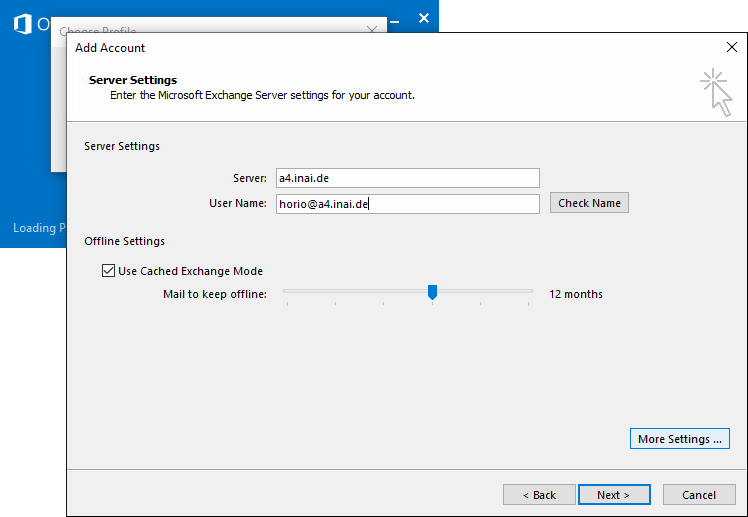 Choose Profile
Add Account
Server Settings
Enter the Microsoft Exchange Server settings for your account.
Server Settings
Server: a4.inai.de
User Name: horio@a4.inai.de Check Name
Loading P
Offline Settings
Use Cached Exchange Mode
Mail to keep offline: 12 months
More Settings ...
< Back Next > Cancel